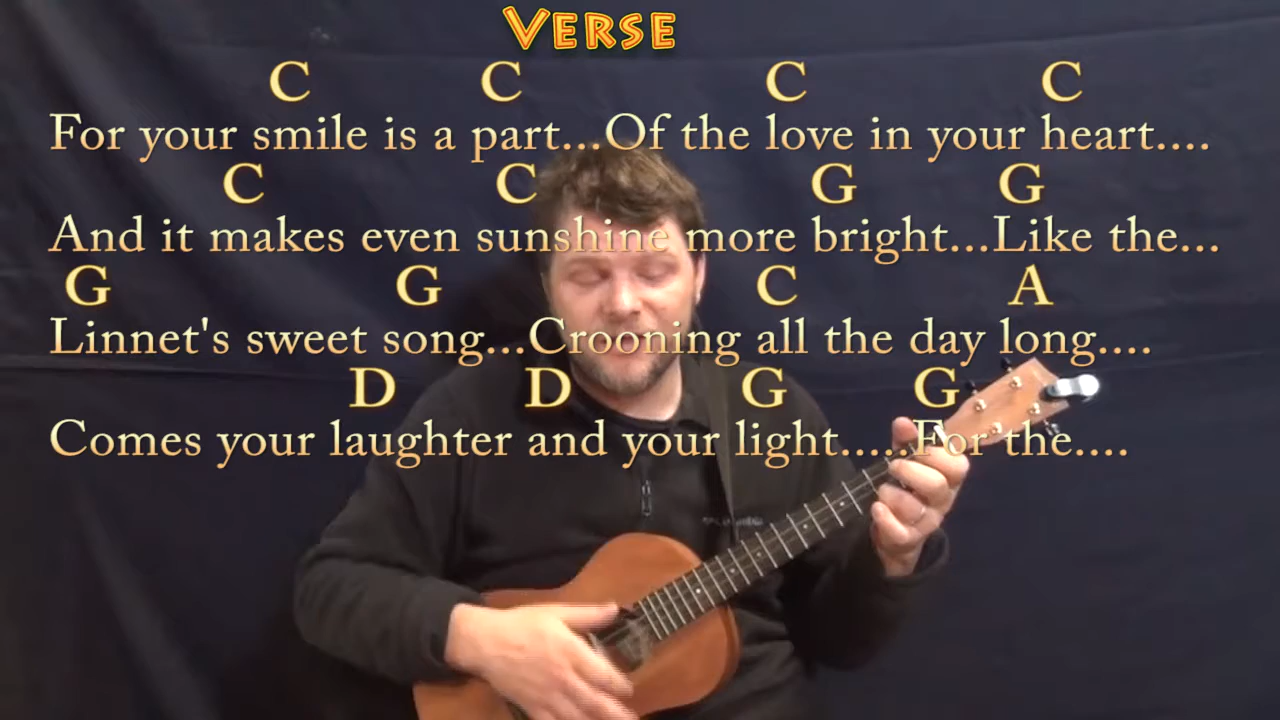 VERSE
C C C C
For your smile is a part...Of the love in your heart....
C C G G
And it makes even sunshine more bright...Like the...
G G C A
Linnet's sweet song...Crooning all the day long....
D D G G
Comes your laughter and your light.....For the....